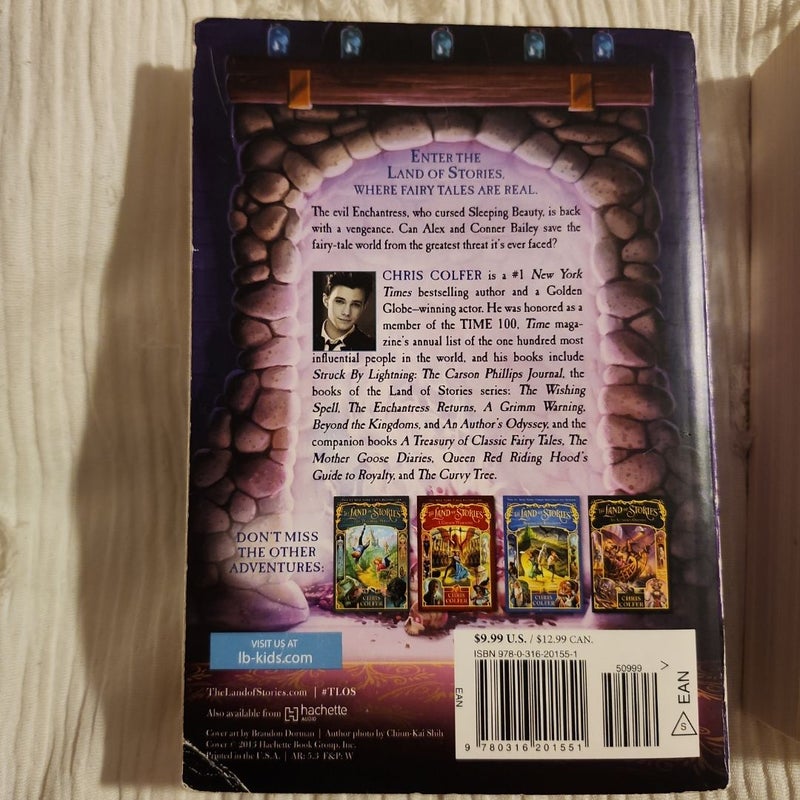 ENTER THE
LAND OF STORIES,
WHERE FAIRY TALES ARE REAL.
The evil Enchantress, who cursed Sleeping Beauty, is back
with a vengeance. Can Alex and Conner Bailey save the
fairy-tale world from the greatest threat it's ever faced?
CHRIS COLFER is a #1 New York
Times bestselling author and a Golden
Globe–winning actor. He was honored as a
member of the TIME 100, Time maga-
zine's annual list of the one hundred most
influential people in the world, and his books include
Struck By Lightning: The Carson Phillips Journal, the
books of the Land of Stories series: The Wishing
Spell, The Enchantress Returns, A Grimm Warning,
Beyond the Kingdoms, and An Author's Odyssey, and the
companion books A Treasury of Classic Fairy Tales, The
Mother Goose Diaries, Queen Red Riding Hood's
Guide to Royalty, and The Curvy Tree.
DON'T MISS
THE OTHER
ADVENTURES:
THE LAND OF STORIES
CHRIS
COLFER
THE LAND OF STORIES
A GRIMM WARNING
CHRIS
COLFER
THE LAND OF STORIES
CHRIS
COLFER
THE LAND OF STORIES
CHRIS
COLFER
VISIT US AT
lb-kids.com
TheLandofStories.com | #TLOS
Also available from hachette
AUDIO
Cover art by Brandon Dorman | Author photo by Chiun-Kai Shih
Cover © 2013 Hachette Book Group, Inc.
Printed in the U.S.A. | AR: 5.3 F&P: W
$9.99 U.S. / $12.99 CAN.
ISBN 978-0-316-20155-1
50999 >
EAN
9 780316 201551
S EAN